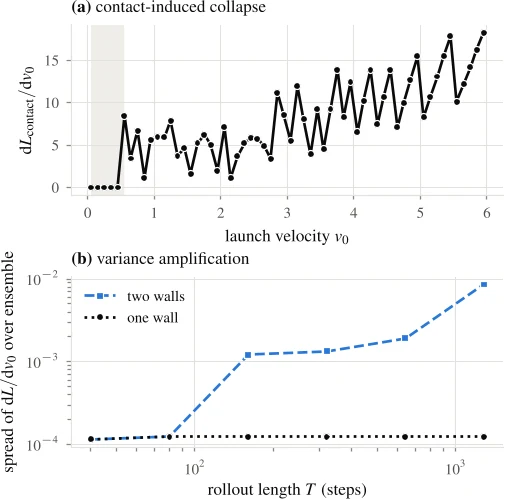 (a) contact-induced collapse
dL_contact/dv_0
15
10
5
0
0 1 2 3 4 5 6
launch velocity v_0
(b) variance amplification
spread of dL/dv_0 over ensemble
10^−2
10^−3
10^−4
two walls
one wall
10^2 10^3
rollout length T (steps)